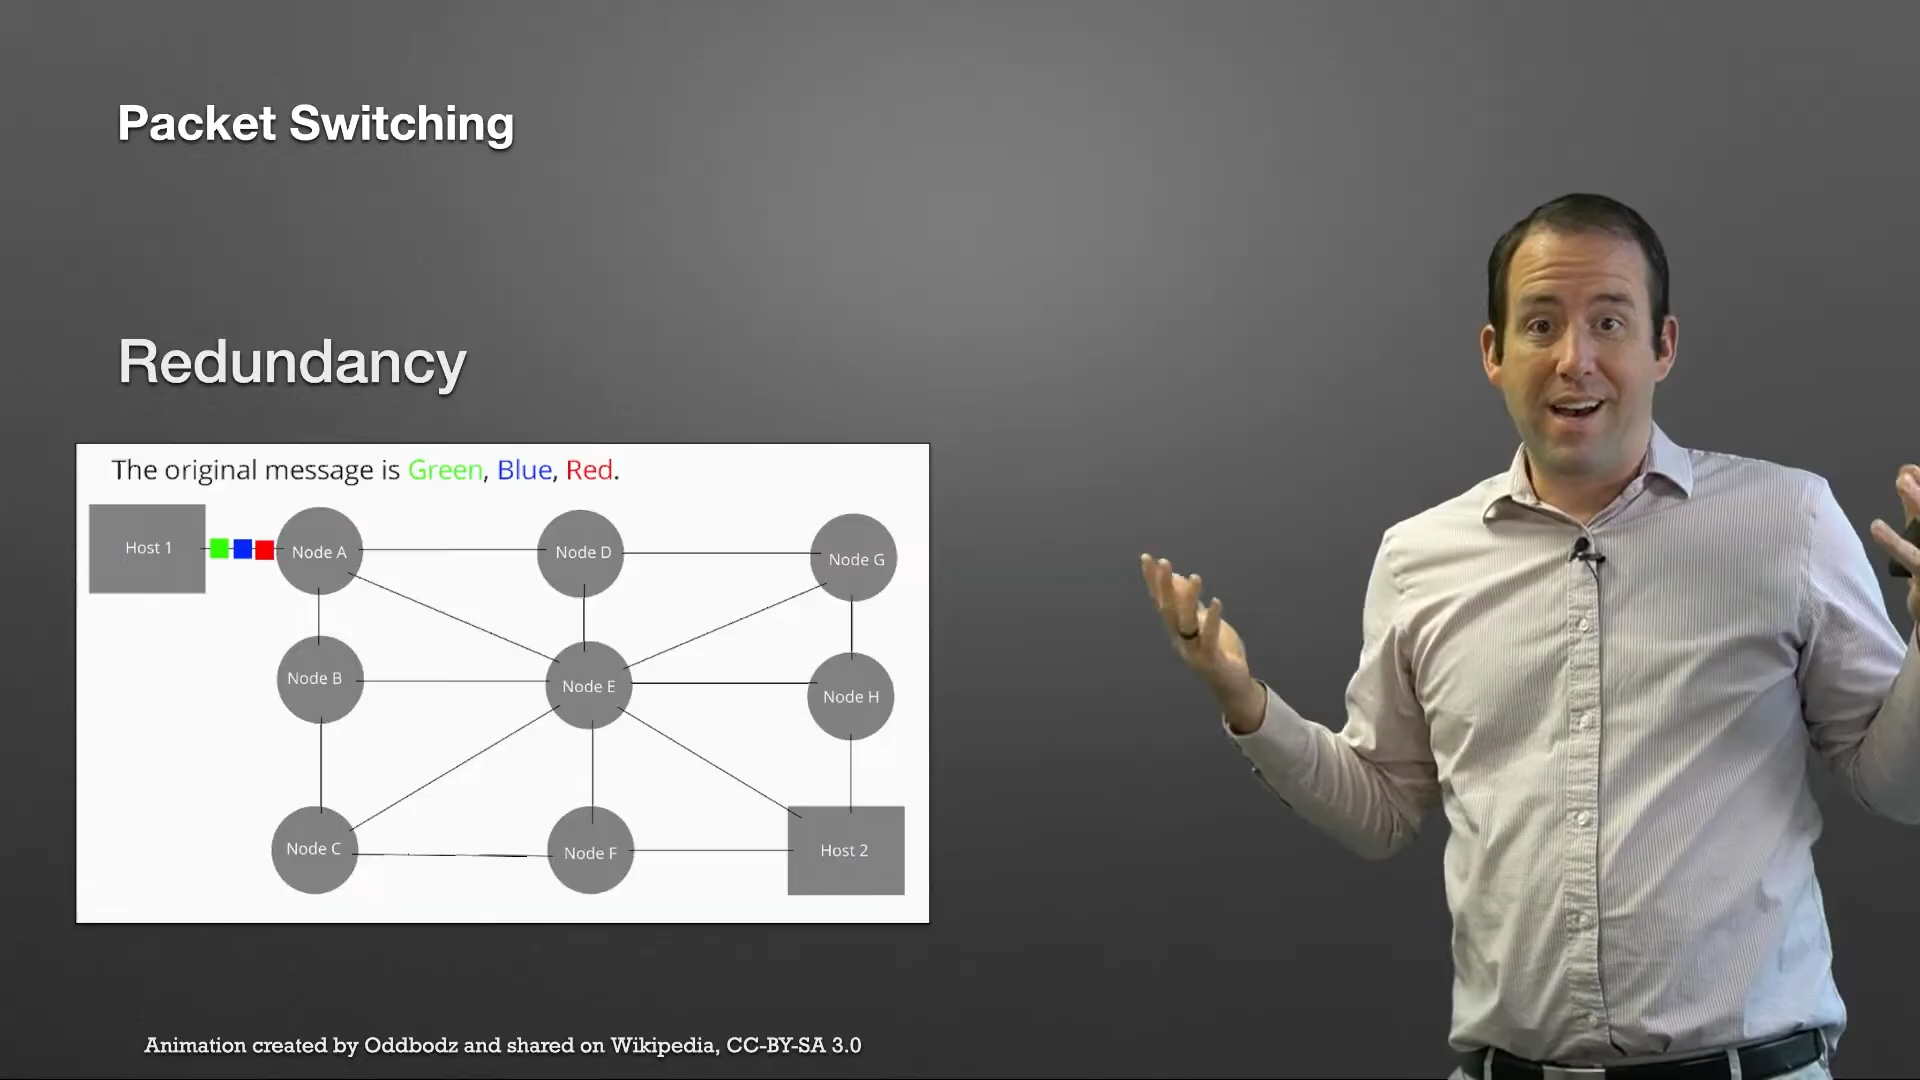 Packet Switching
Redundancy
The original message is Green, Blue, Red.
Host 1
Node A
Node D
Node G
Node B
Node E
Node H
Node C
Node F
Host 2
Animation created by Oddbodz and shared on Wikipedia, CC-BY-SA 3.0